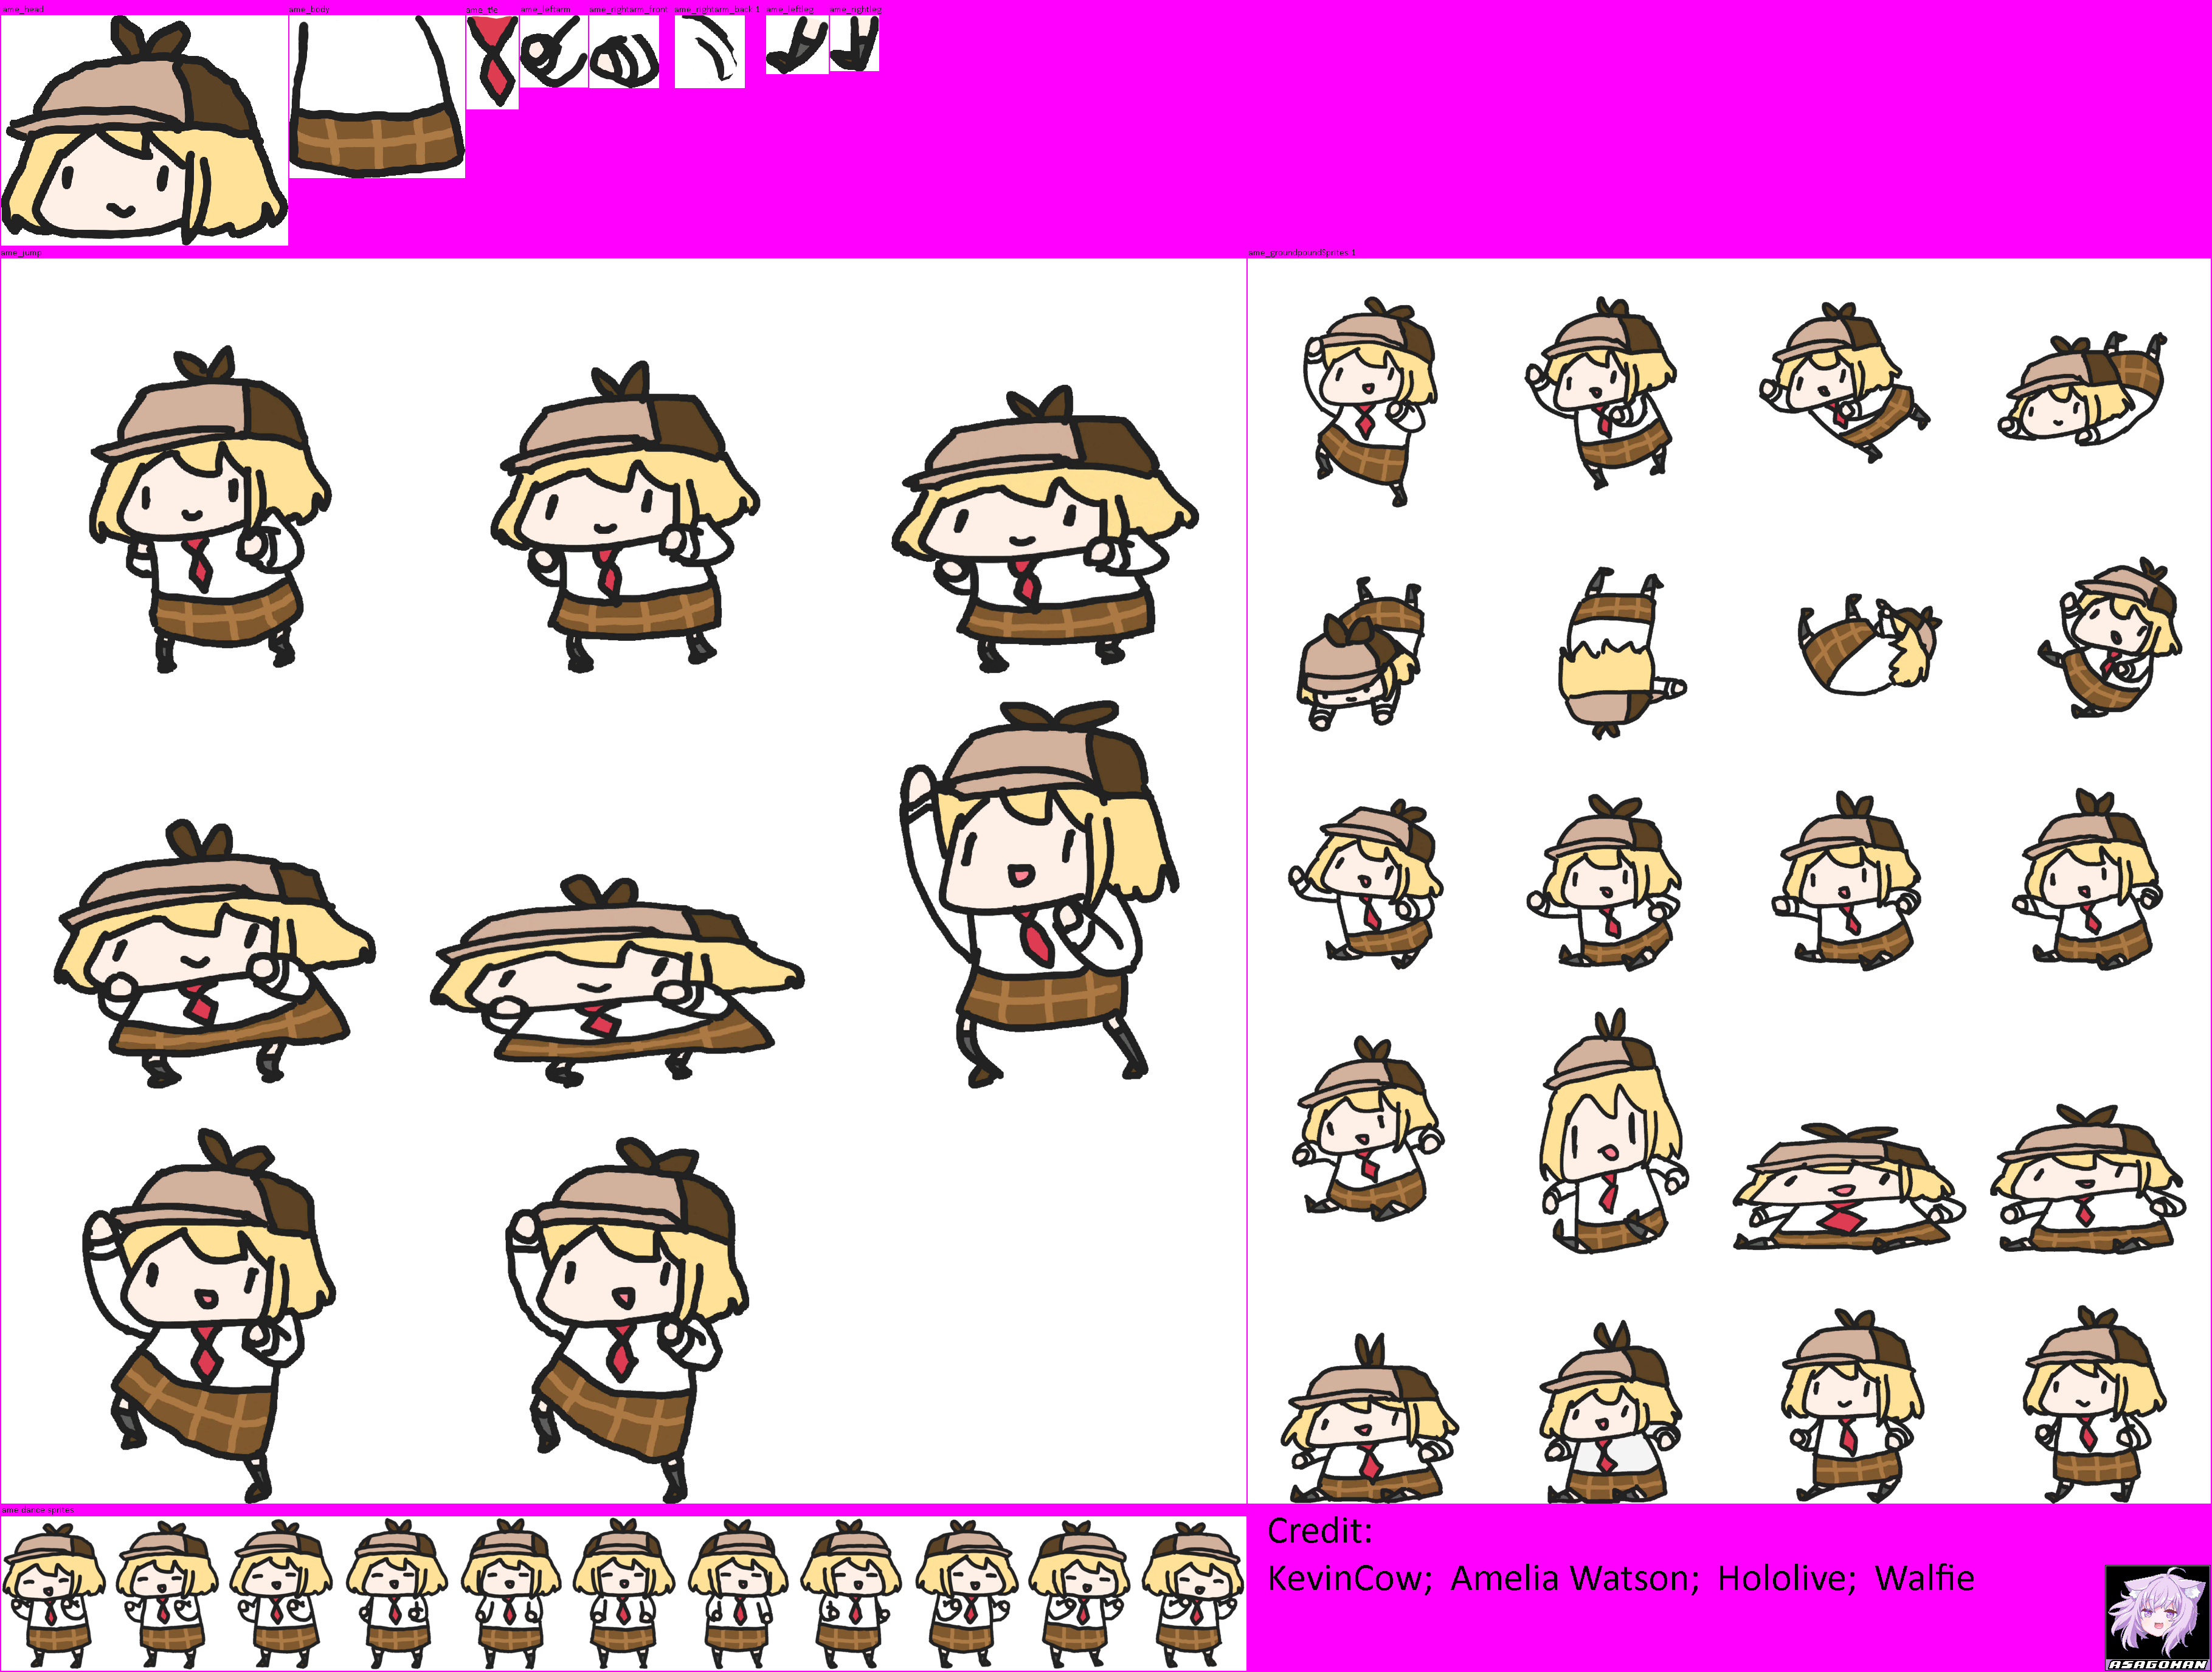 ame_head
ame_body
ame_tie
ame_leftarm
ame_rightarm_front
ame_rightarm_back 1
ame_leftleg
ame_rightleg
ame_jump
ame_groundpoundSprites 1
ame dance sprites
Credit:
KevinCow; Amelia Watson; Hololive; Walfie
ASAGOHAN